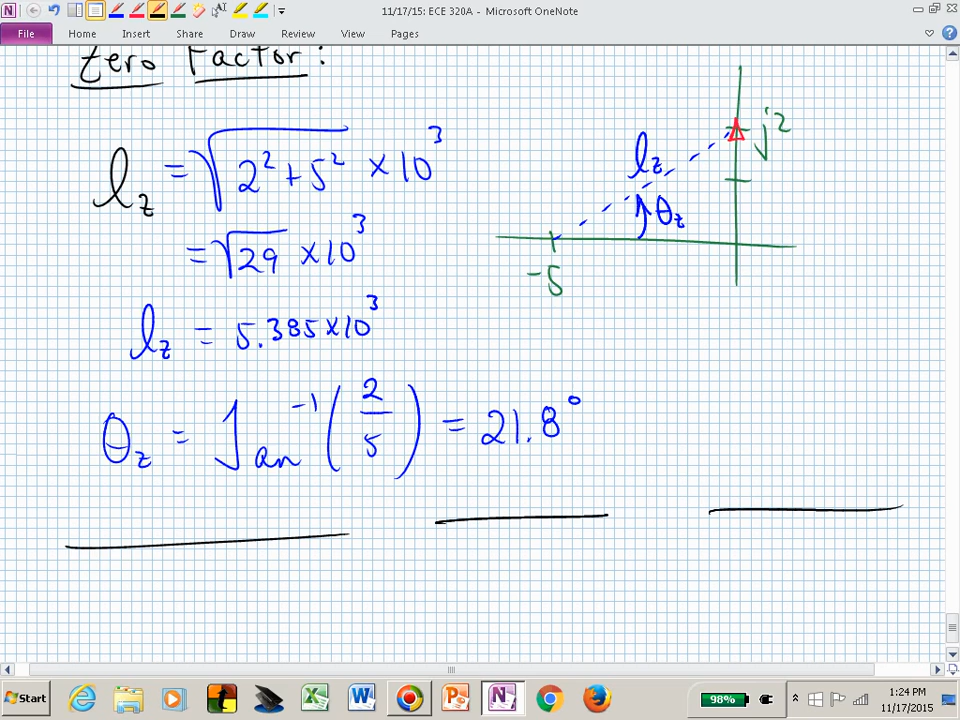 11/17/15: ECE 320A - Microsoft OneNote
File Home Insert Share Draw Review View Pages
Zero Factor:
l_z = √(2² + 5²) × 10³
= √29 × 10³
l_z = 5.385 × 10³
θ_z = Tan⁻¹(2/5) = 21.8°
j2
l_z
θ_z
-5
Start
98%
1:24 PM
11/17/2015